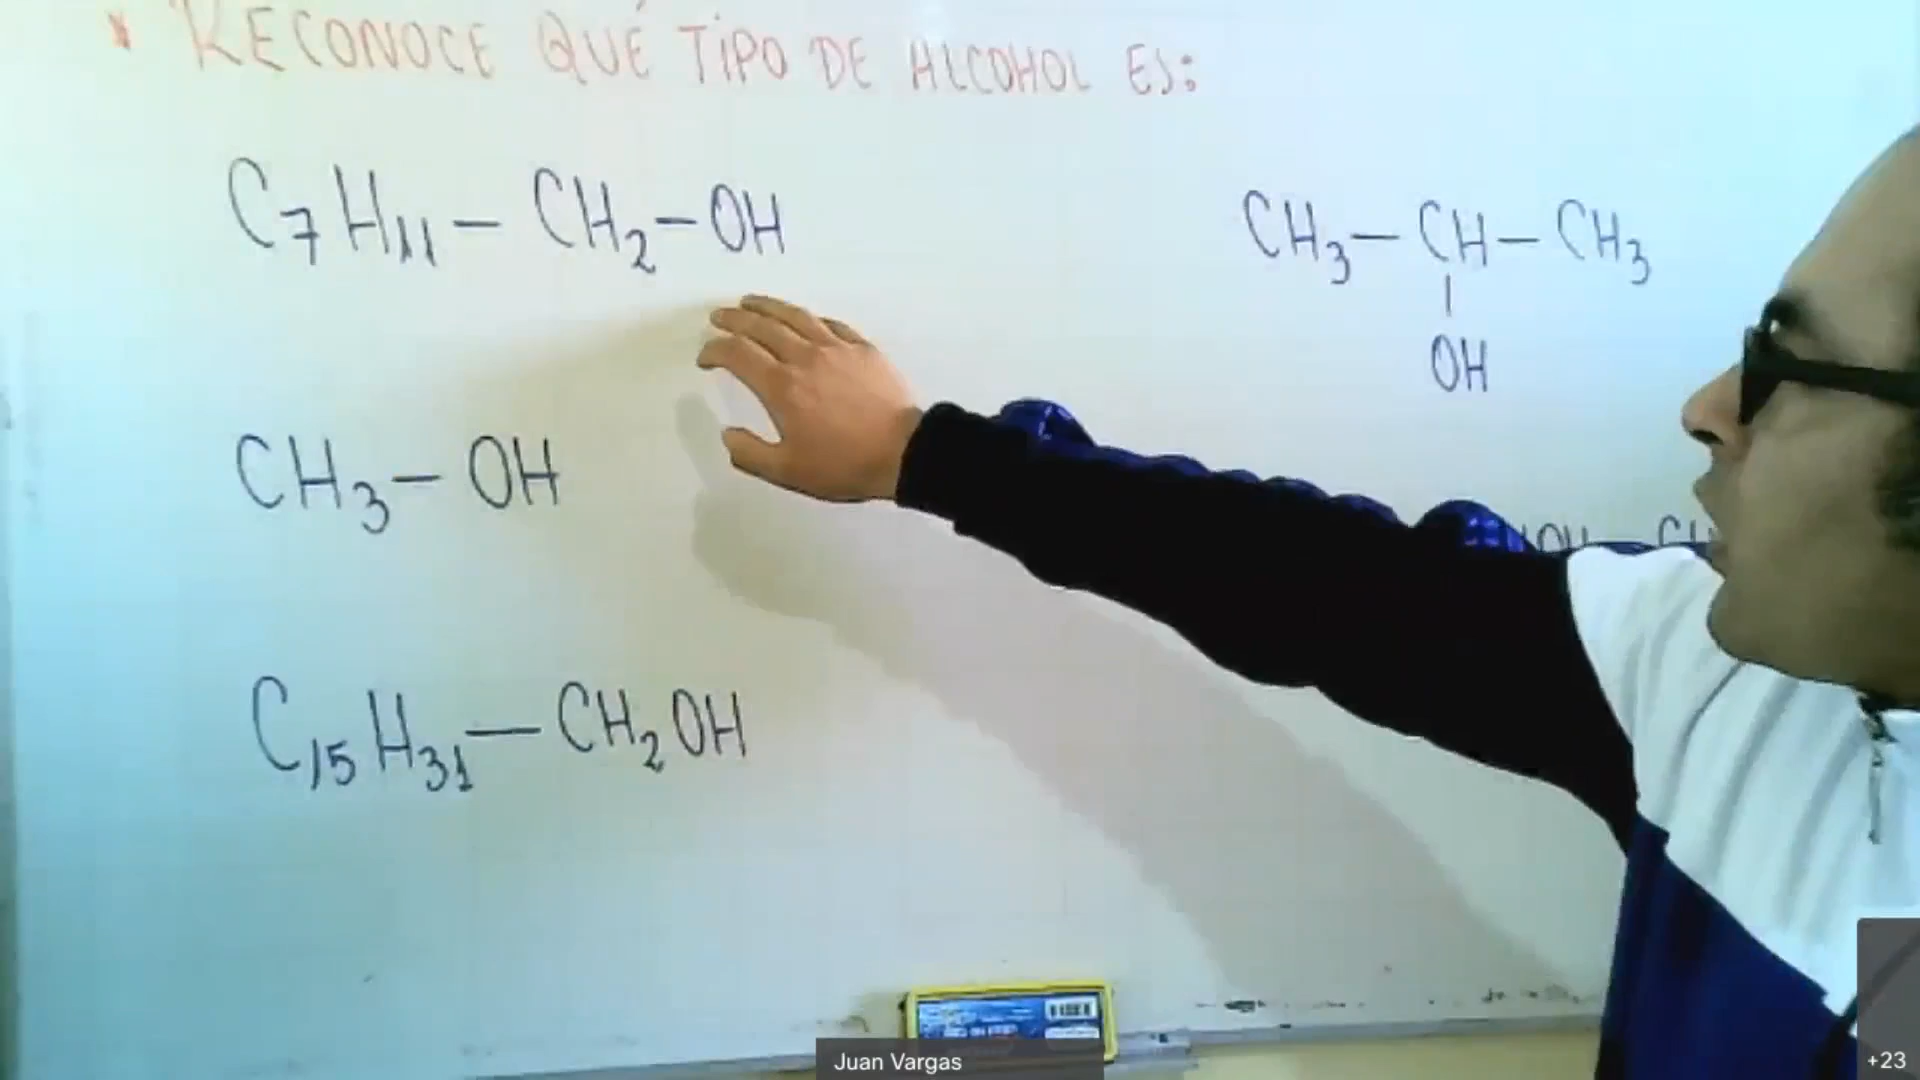 * RECONOCE QUÉ TIPO DE ALCOHOL ES:
C7H11 – CH2 – OH
CH3 – CH – CH3
|
OH
CH3 – OH
C15H31 – CH2OH
Juan Vargas
+23